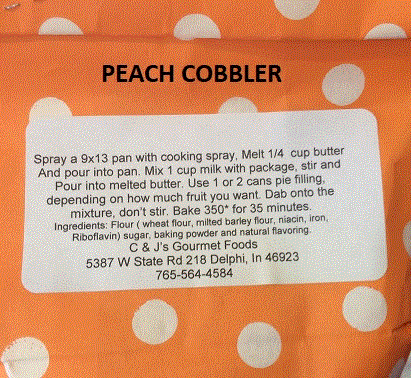 PEACH COBBLER
Spray a 9x13 pan with cooking spray, Melt 1/4 cup butter
And pour into pan. Mix 1 cup milk with package, stir and
Pour into melted butter. Use 1 or 2 cans pie filling,
depending on how much fruit you want. Dab onto the
mixture, don't stir. Bake 350* for 35 minutes.
Ingredients: Flour ( wheat flour, milted barley flour, niacin, iron,
Riboflavin) sugar, baking powder and natural flavoring.
C & J's Gourmet Foods
5387 W State Rd 218 Delphi, In 46923
765-564-4584